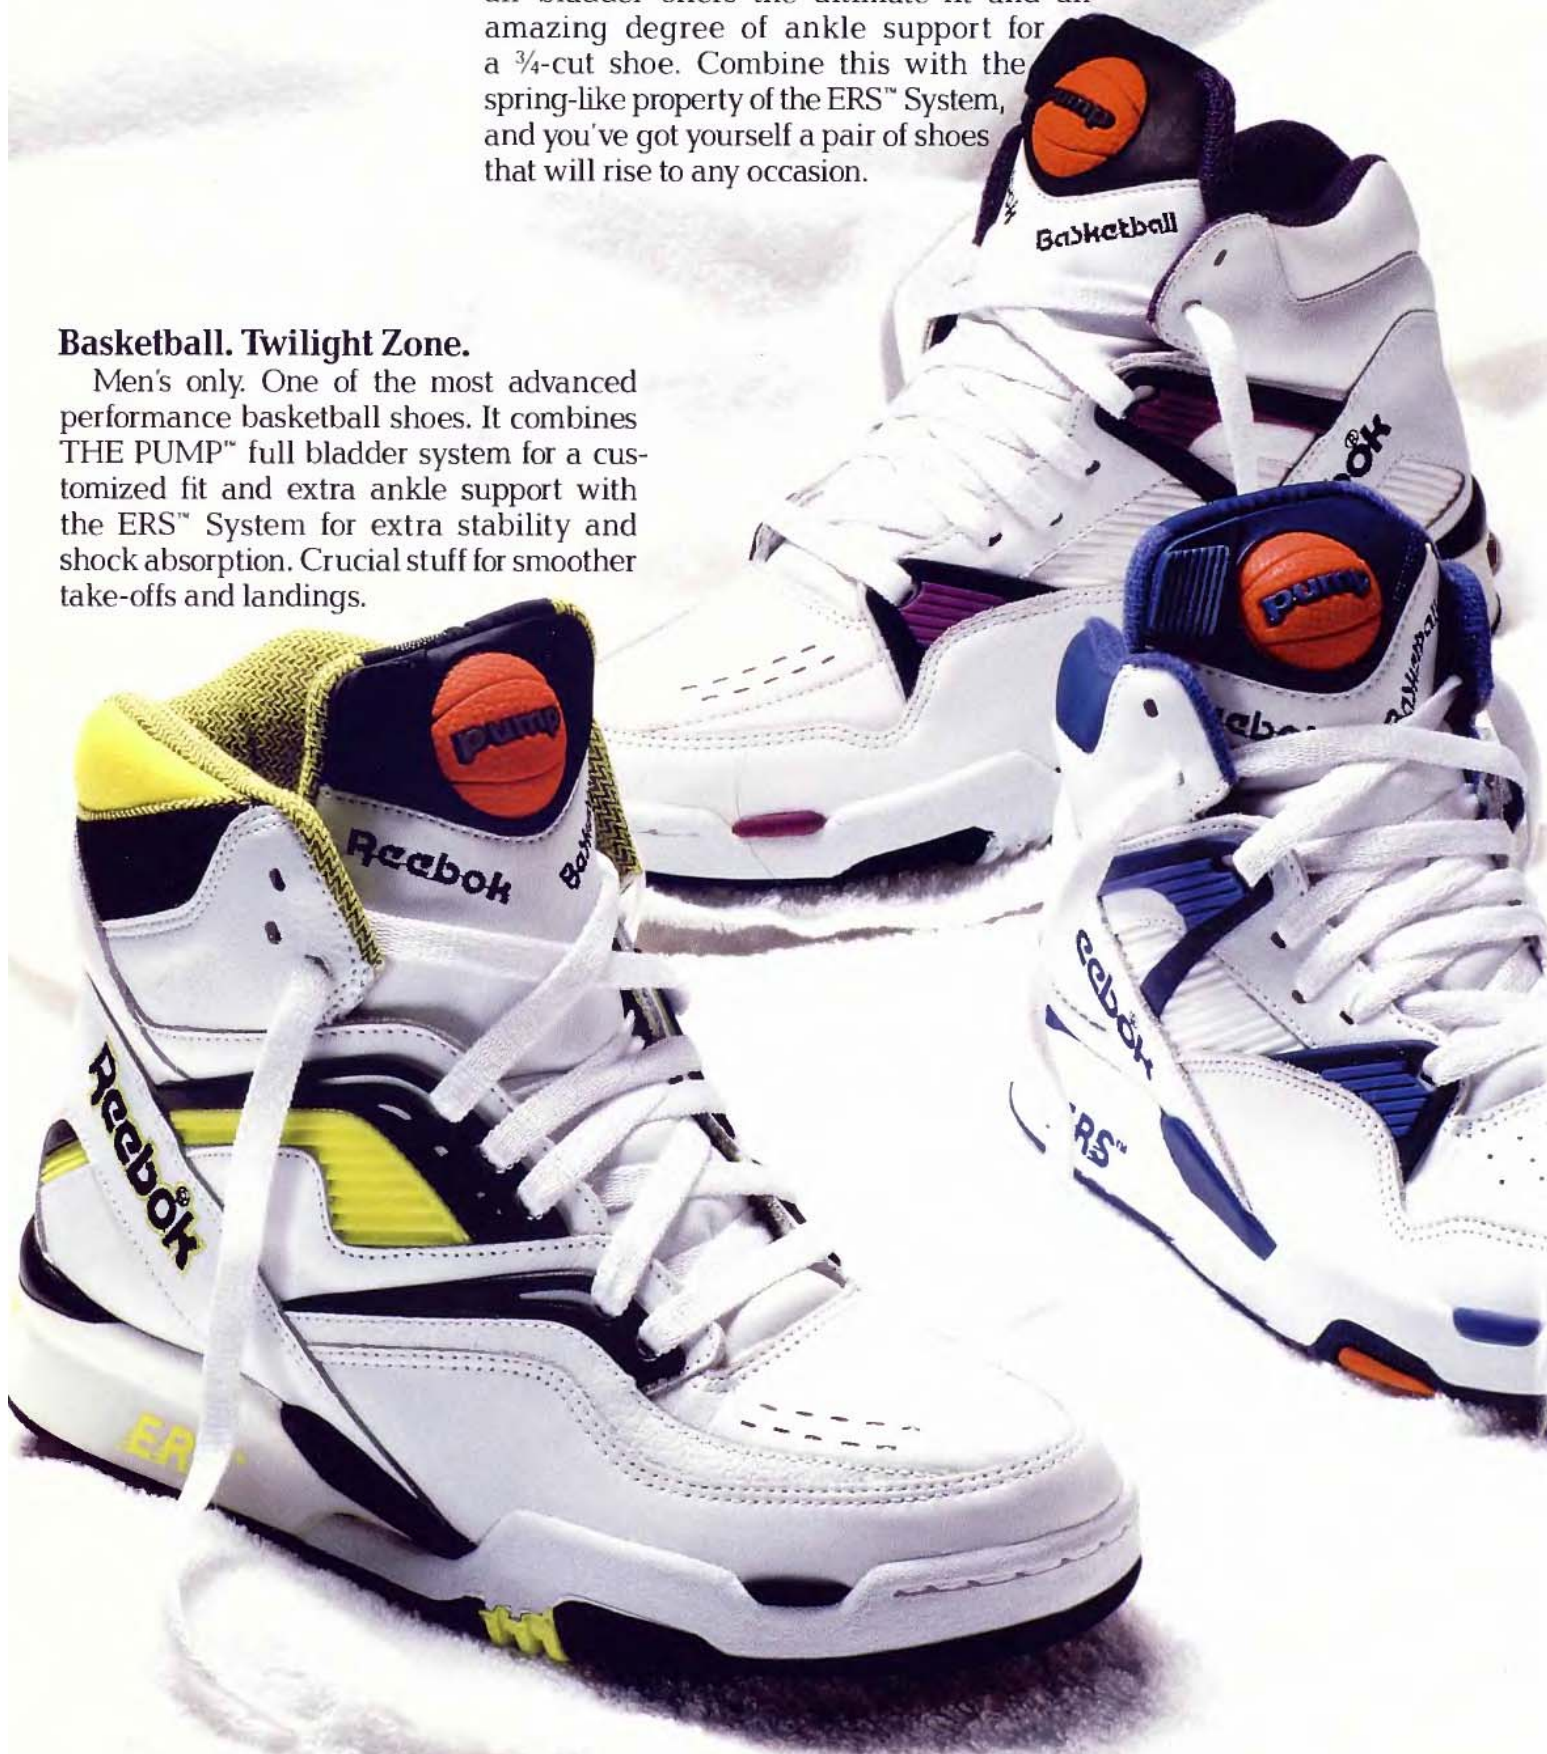 amazing degree of ankle support for
a ¾-cut shoe. Combine this with the
spring-like property of the ERS™ System,
and you've got yourself a pair of shoes
that will rise to any occasion.
Basketball. Twilight Zone.
Men's only. One of the most advanced
performance basketball shoes. It combines
THE PUMP™ full bladder system for a cus-
tomized fit and extra ankle support with
the ERS™ System for extra stability and
shock absorption. Crucial stuff for smoother
take-offs and landings.
Basketball
pump
pump
Reebok
Reebok®